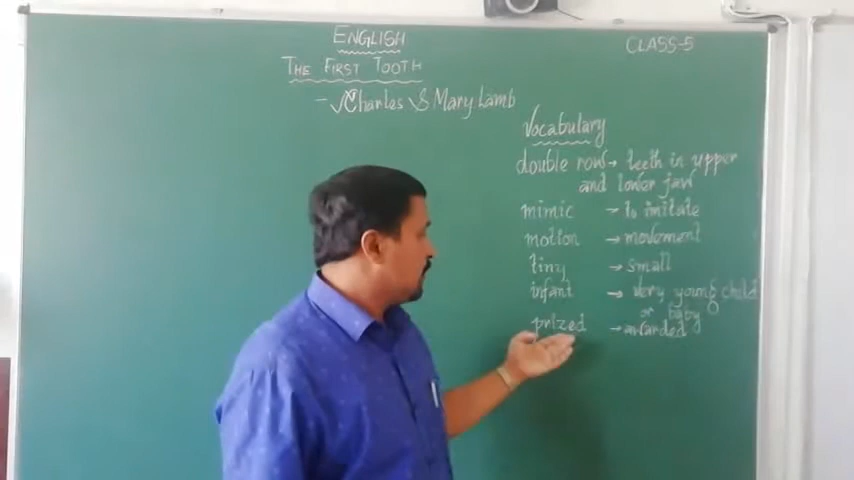 ENGLISH
CLASS-5
THE FIRST TOOTH
- Charles & Mary Lamb
Vocabulary
double rows → teeth in upper
and lower jaw
mimic → to imitate
motion → movement
tiny → small
infant → very young child
or baby
prized → awarded